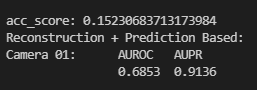 acc_score: 0.15230683713173984
Reconstruction + Prediction Based:
Camera 01: AUROC AUPR
0.6853 0.9136